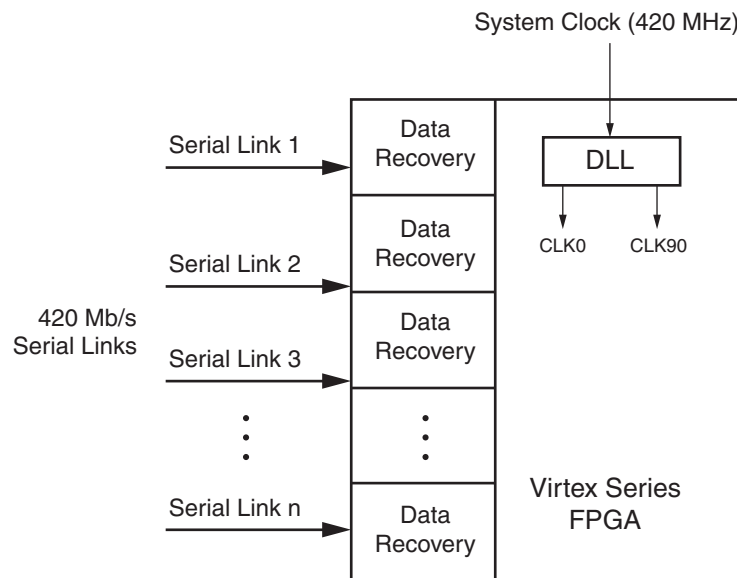 System Clock (420 MHz)
Serial Link 1
Data
Recovery
DLL
CLK0
CLK90
Serial Link 2
Data
Recovery
420 Mb/s
Serial Links
Serial Link 3
Data
Recovery
Serial Link n
Data
Recovery
Virtex Series
FPGA